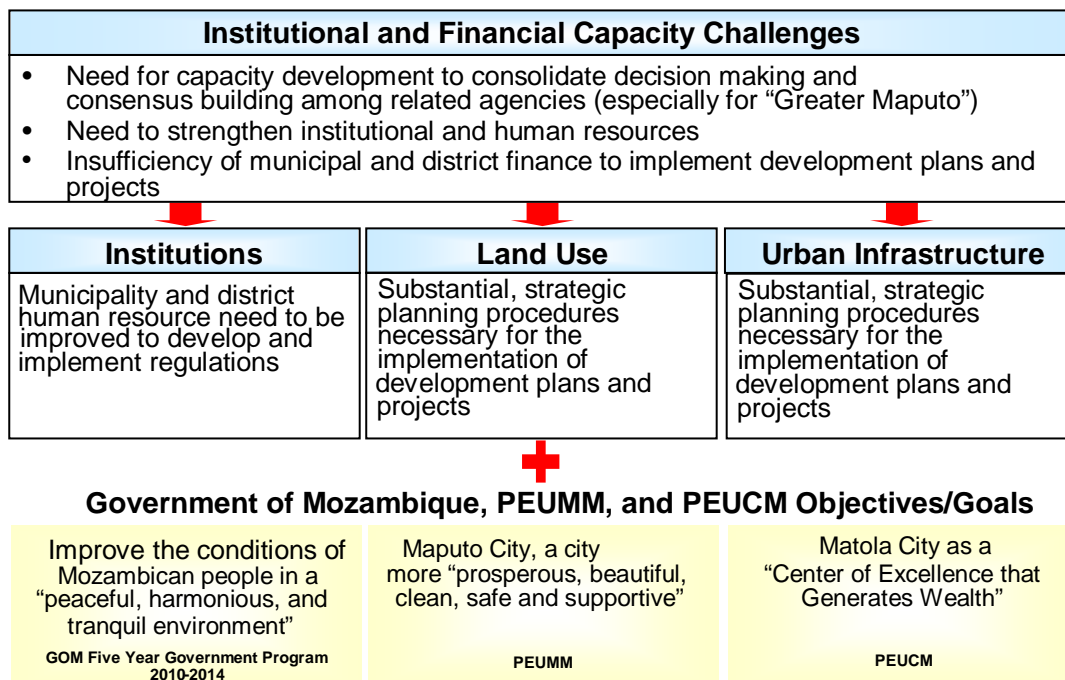 Institutional and Financial Capacity Challenges
• Need for capacity development to consolidate decision making and
consensus building among related agencies (especially for “Greater Maputo”)
• Need to strengthen institutional and human resources
• Insufficiency of municipal and district finance to implement development plans and
projects
Institutions
Municipality and district
human resource need to be
improved to develop and
implement regulations
Land Use
Substantial, strategic
planning procedures
necessary for the
implementation of
development plans and
projects
Urban Infrastructure
Substantial, strategic
planning procedures
necessary for the
implementation of
development plans and
projects
Government of Mozambique, PEUMM, and PEUCM Objectives/Goals
Improve the conditions of
Mozambican people in a
“peaceful, harmonious, and
tranquil environment”
GOM Five Year Government Program
2010-2014
Maputo City, a city
more “prosperous, beautiful,
clean, safe and supportive”
PEUMM
Matola City as a
“Center of Excellence that
Generates Wealth”
PEUCM